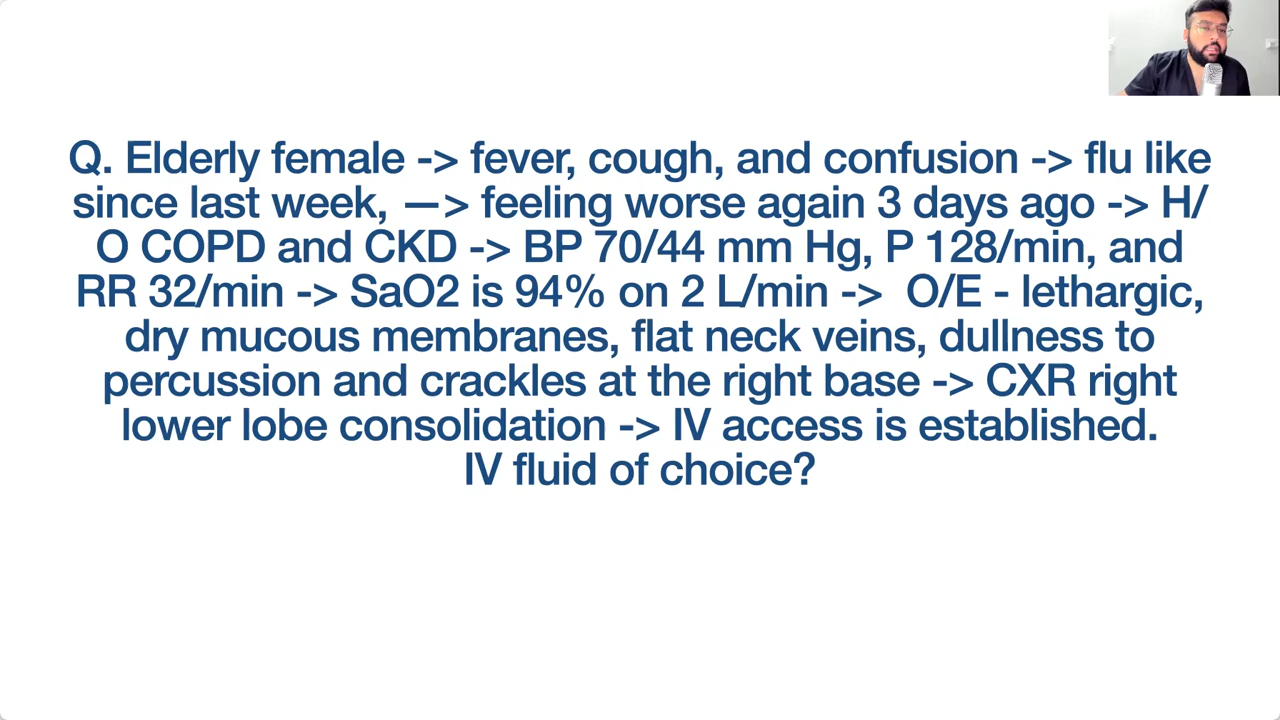 Q. Elderly female -> fever, cough, and confusion -> flu like
since last week, —> feeling worse again 3 days ago -> H/
O COPD and CKD -> BP 70/44 mm Hg, P 128/min, and
RR 32/min -> SaO2 is 94% on 2 L/min -> O/E - lethargic,
dry mucous membranes, flat neck veins, dullness to
percussion and crackles at the right base -> CXR right
lower lobe consolidation -> IV access is established.
IV fluid of choice?